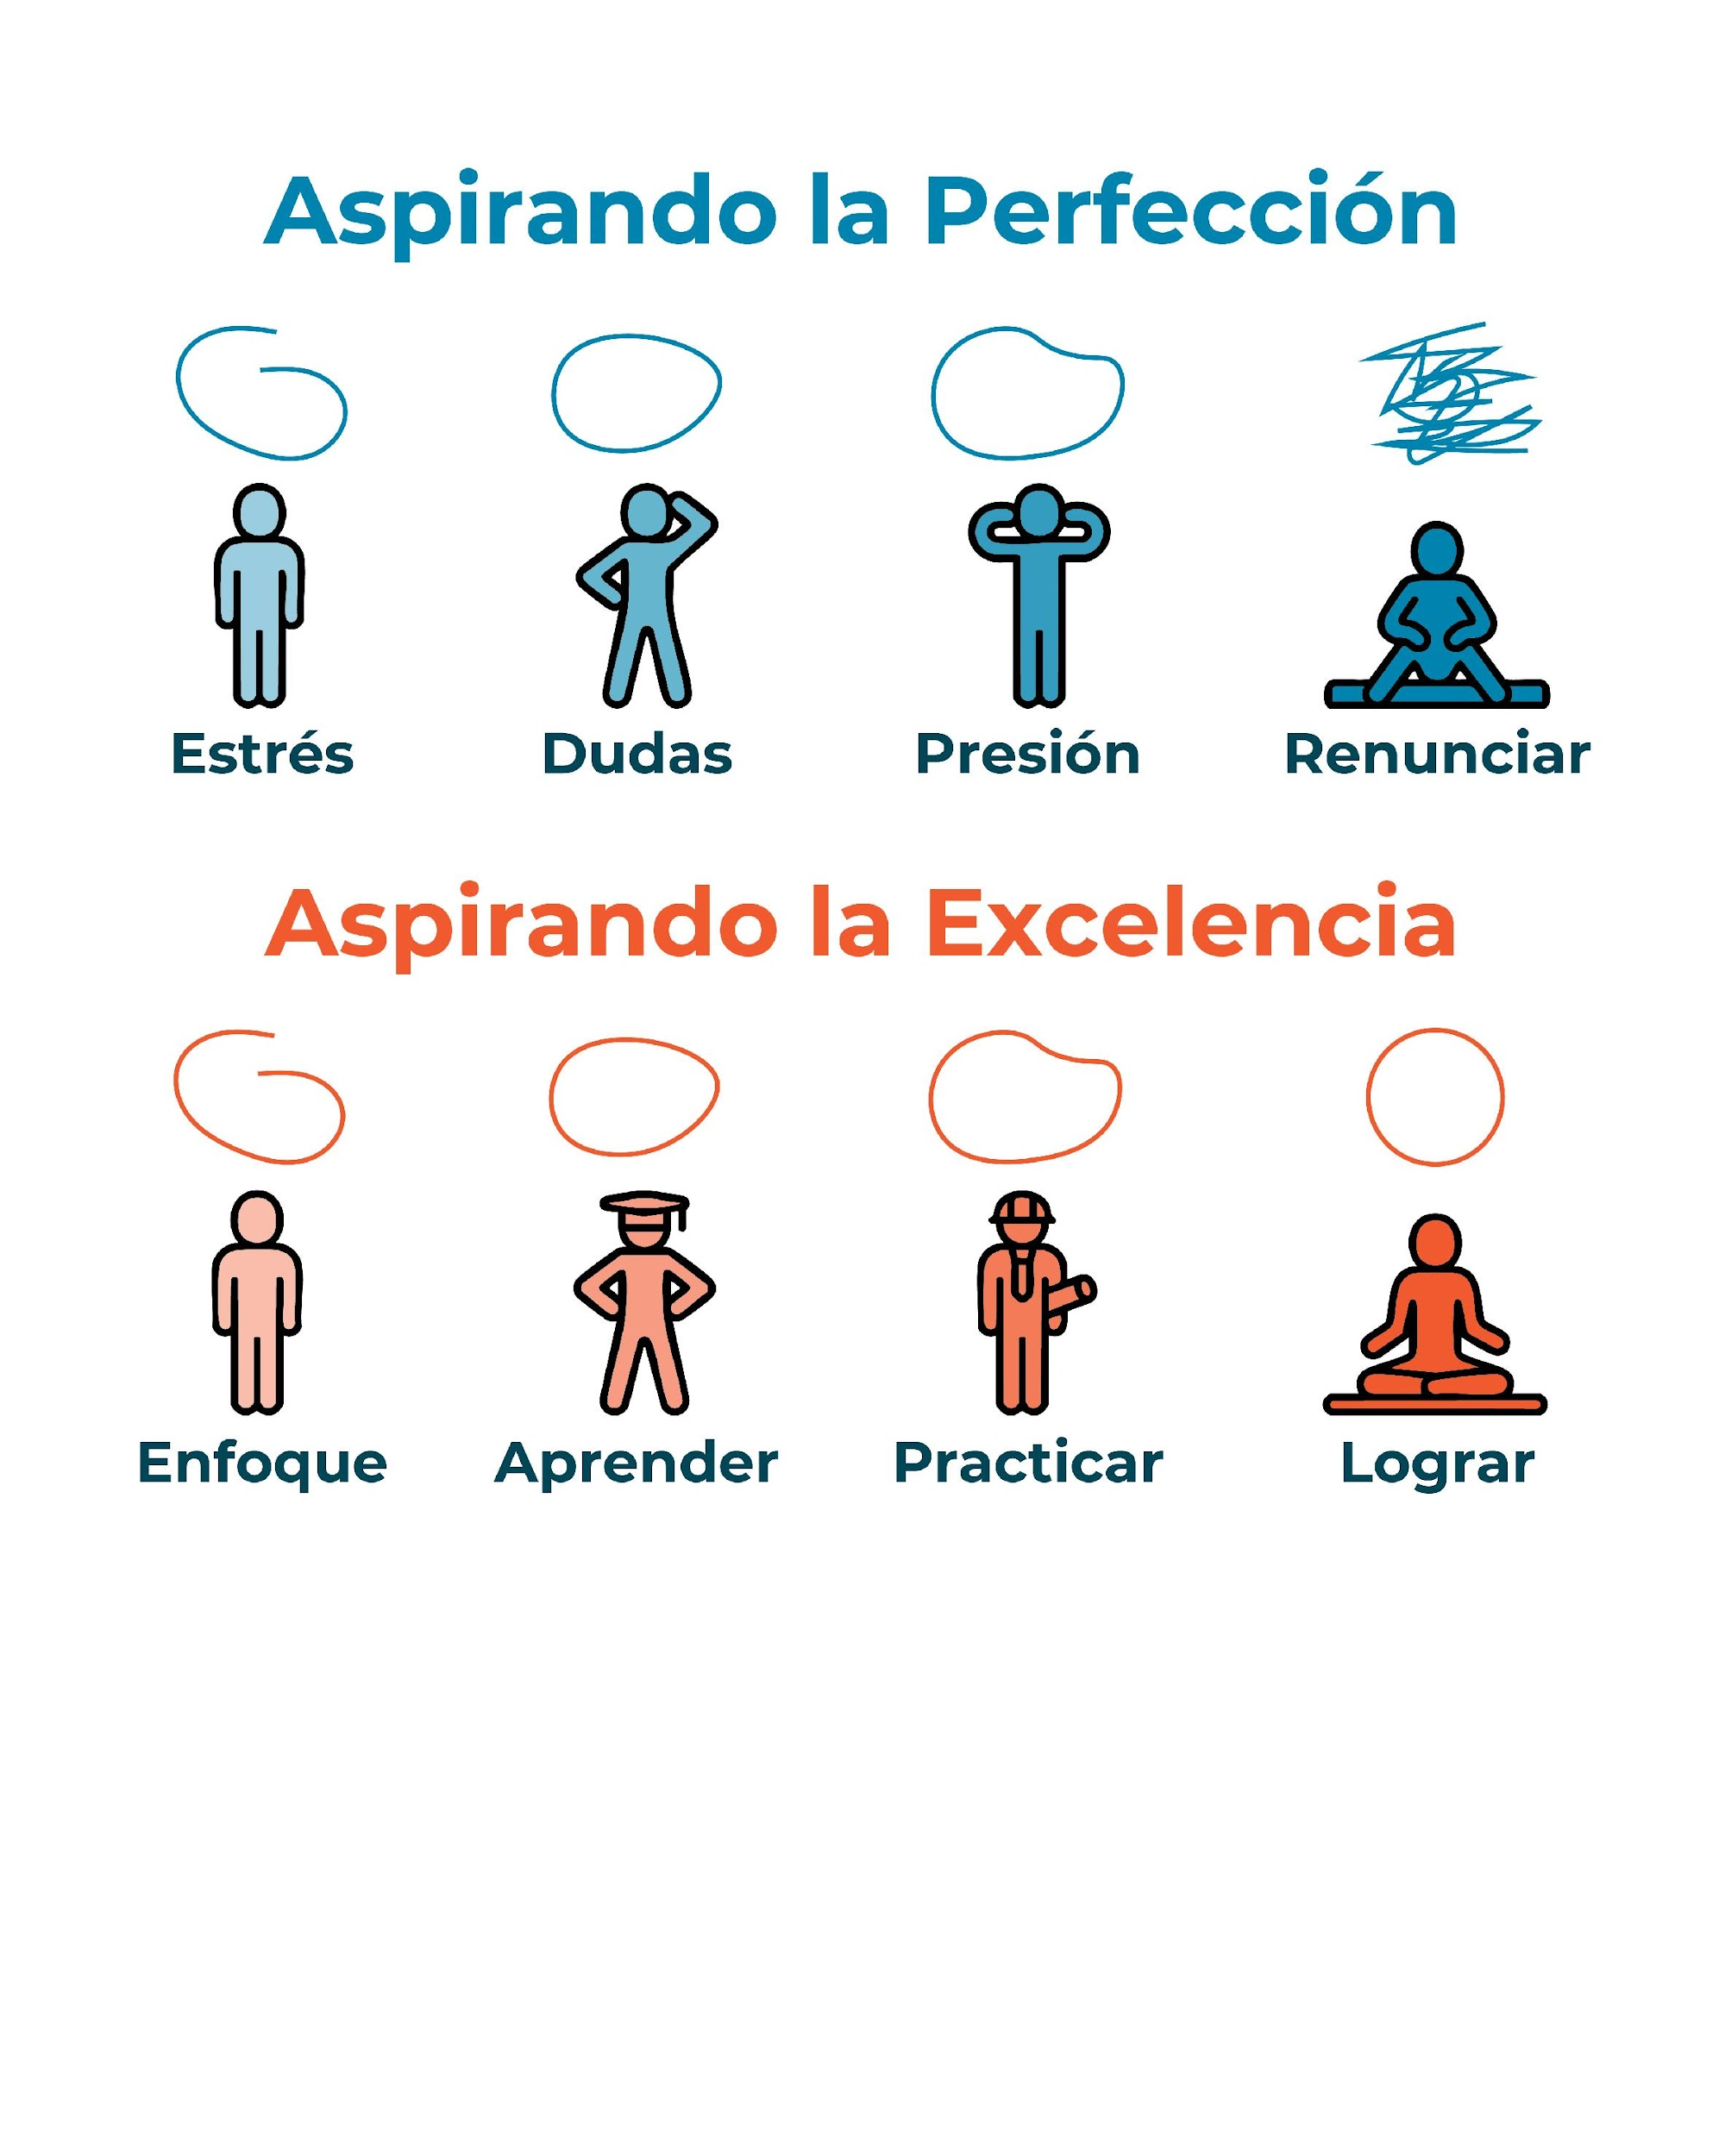 Aspirando la Perfección
Estrés Dudas Presión Renunciar
Aspirando la Excelencia
Enfoque Aprender Practicar Lograr